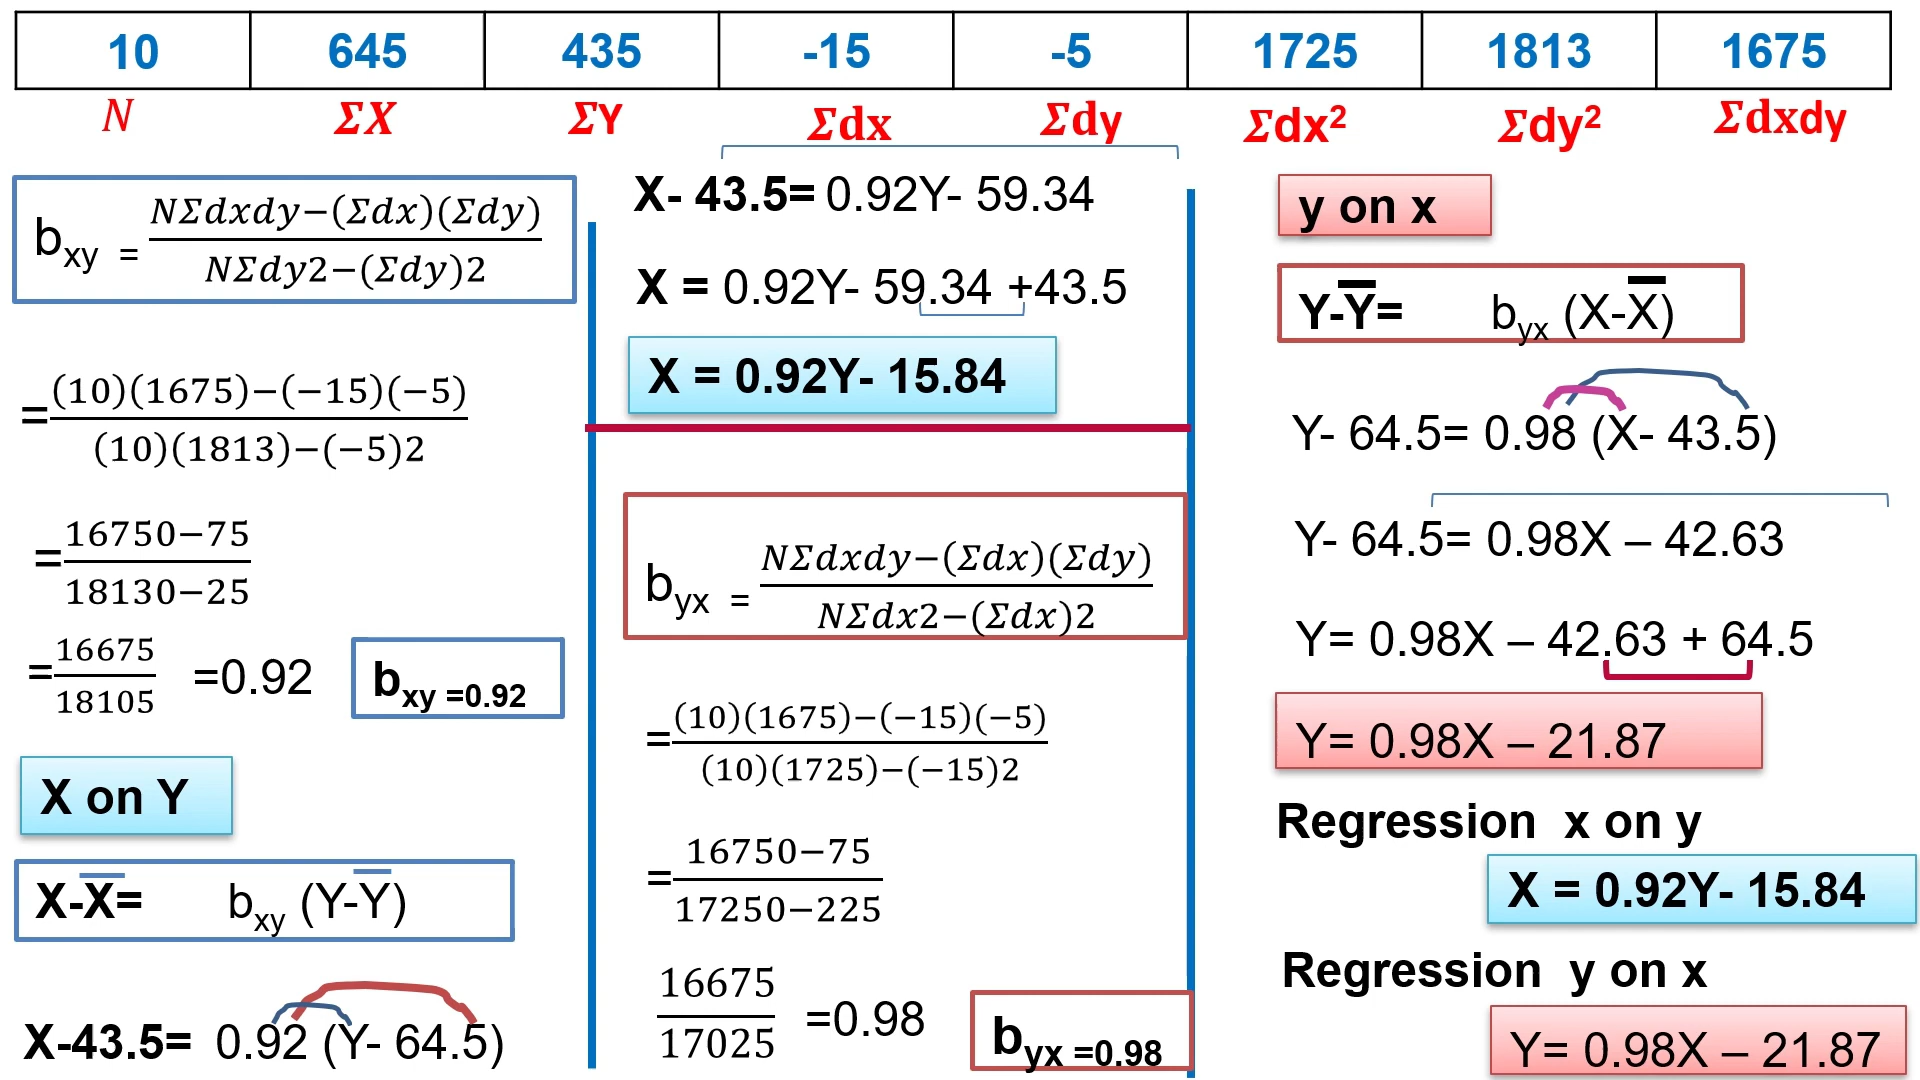 10 645 435 -15 -5 1725 1813 1675
N ΣX ΣY Σdx Σdy Σdx² Σdy² Σdxdy
b_xy = (NΣdxdy−(Σdx)(Σdy))/(NΣdy2−(Σdy)2)
=((10)(1675)−(−15)(−5))/((10)(1813)−(−5)2)
=(16750−75)/(18130−25)
=16675/18105 =0.92
b_xy =0.92
X on Y
X-X̅= b_xy (Y-Y̅)
X-43.5= 0.92 (Y- 64.5)
X- 43.5= 0.92Y- 59.34
X = 0.92Y- 59.34 +43.5
X = 0.92Y- 15.84
b_yx = (NΣdxdy−(Σdx)(Σdy))/(NΣdx2−(Σdx)2)
=((10)(1675)−(−15)(−5))/((10)(1725)−(−15)2)
=(16750−75)/(17250−225)
16675/17025 =0.98
b_yx =0.98
y on x
Y-Y̅= b_yx (X-X̅)
Y- 64.5= 0.98 (X- 43.5)
Y- 64.5= 0.98X – 42.63
Y= 0.98X – 42.63 + 64.5
Y= 0.98X – 21.87
Regression x on y
X = 0.92Y- 15.84
Regression y on x
Y= 0.98X – 21.87